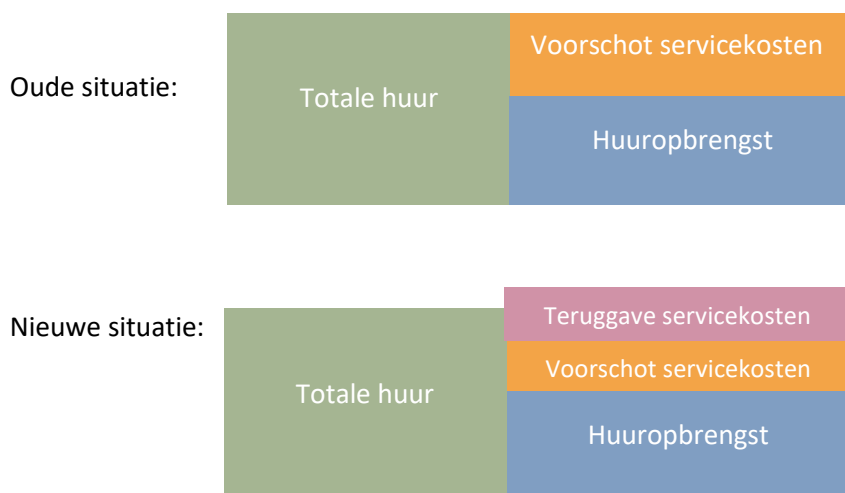 Oude situatie:
Totale huur
Voorschot servicekosten
Huuropbrengst
Nieuwe situatie:
Totale huur
Teruggave servicekosten
Voorschot servicekosten
Huuropbrengst